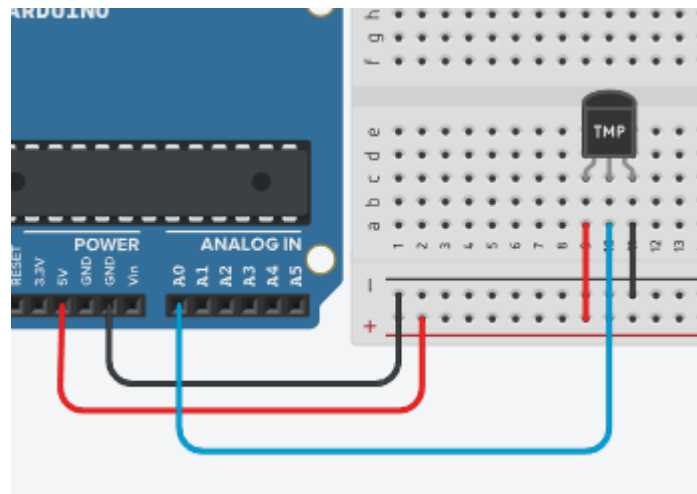 ARDUINO
POWER
ANALOG IN
RESET
3.3V
5V
GND
GND
Vin
A0
A1
A2
A3
A4
A5
h
g
f
e
d
c
b
a
TMP
1 2 3 4 5 6 7 8 9 10 11 12 13
−
+